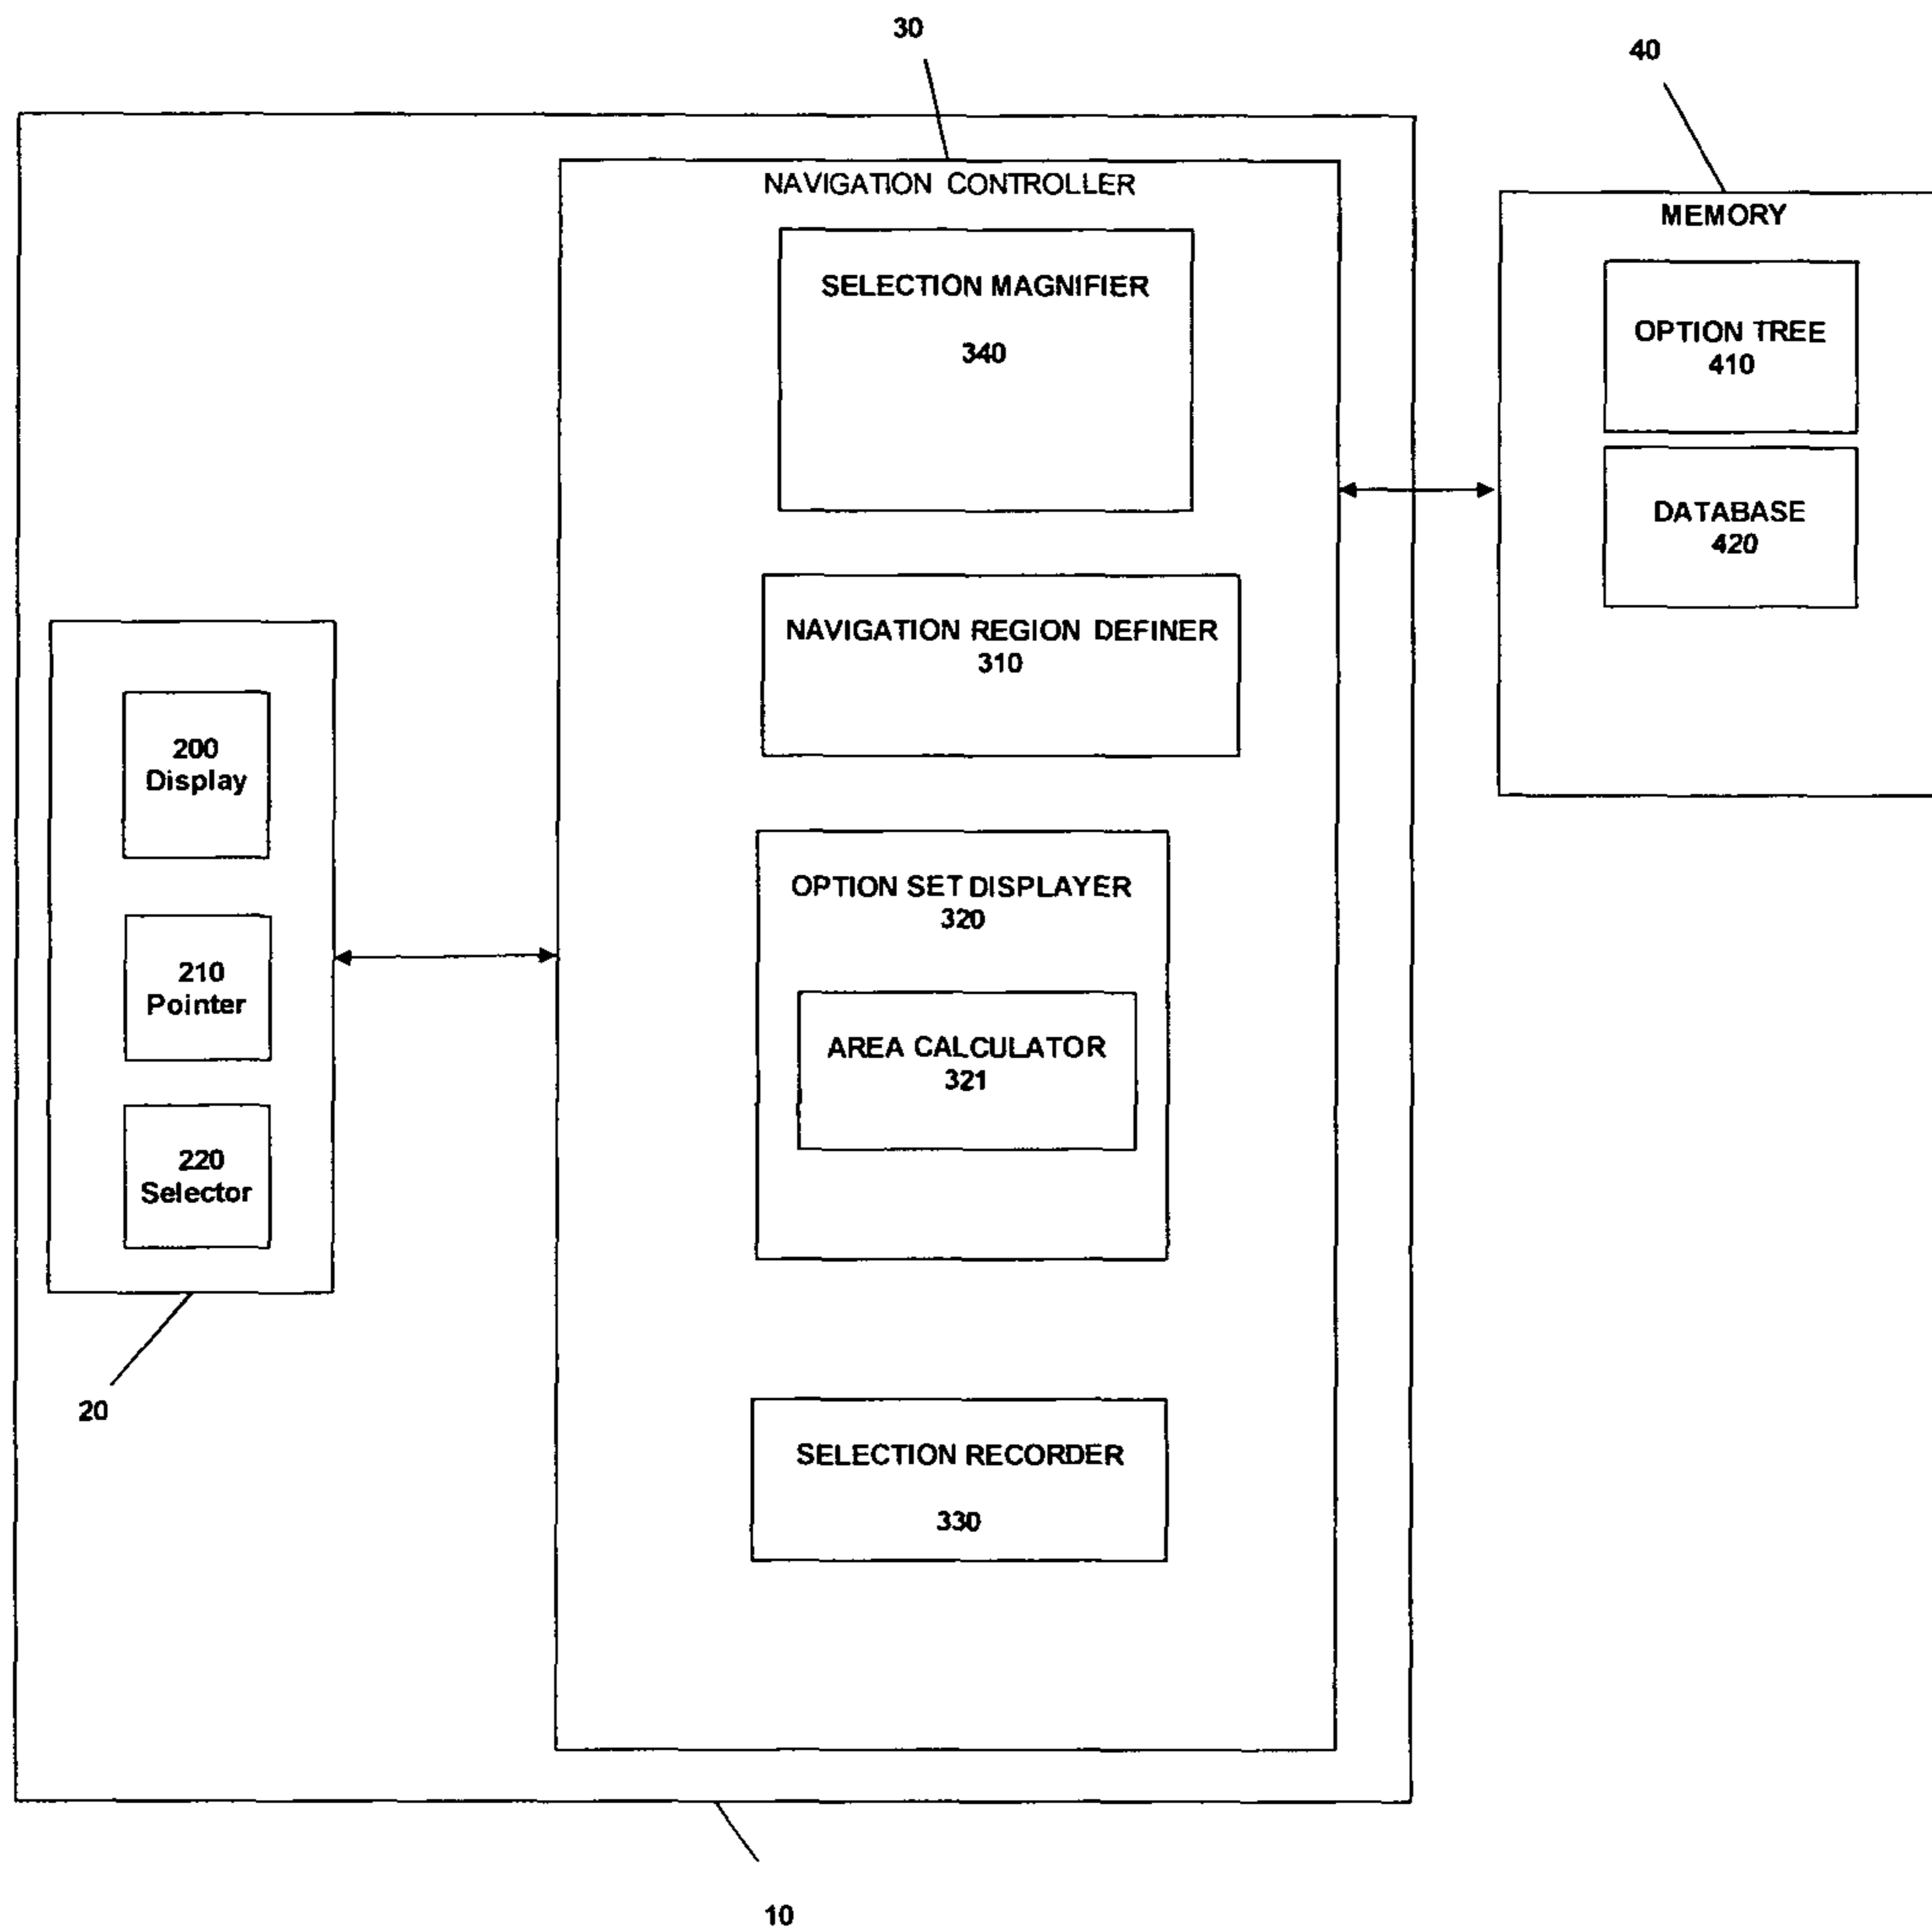 30
40
NAVIGATION CONTROLLER
MEMORY
SELECTION MAGNIFIER
340
OPTION TREE
410
DATABASE
420
NAVIGATION REGION DEFINER
310
200
Display
OPTION SET DISPLAYER
320
210
Pointer
AREA CALCULATOR
321
220
Selector
20
SELECTION RECORDER
330
10